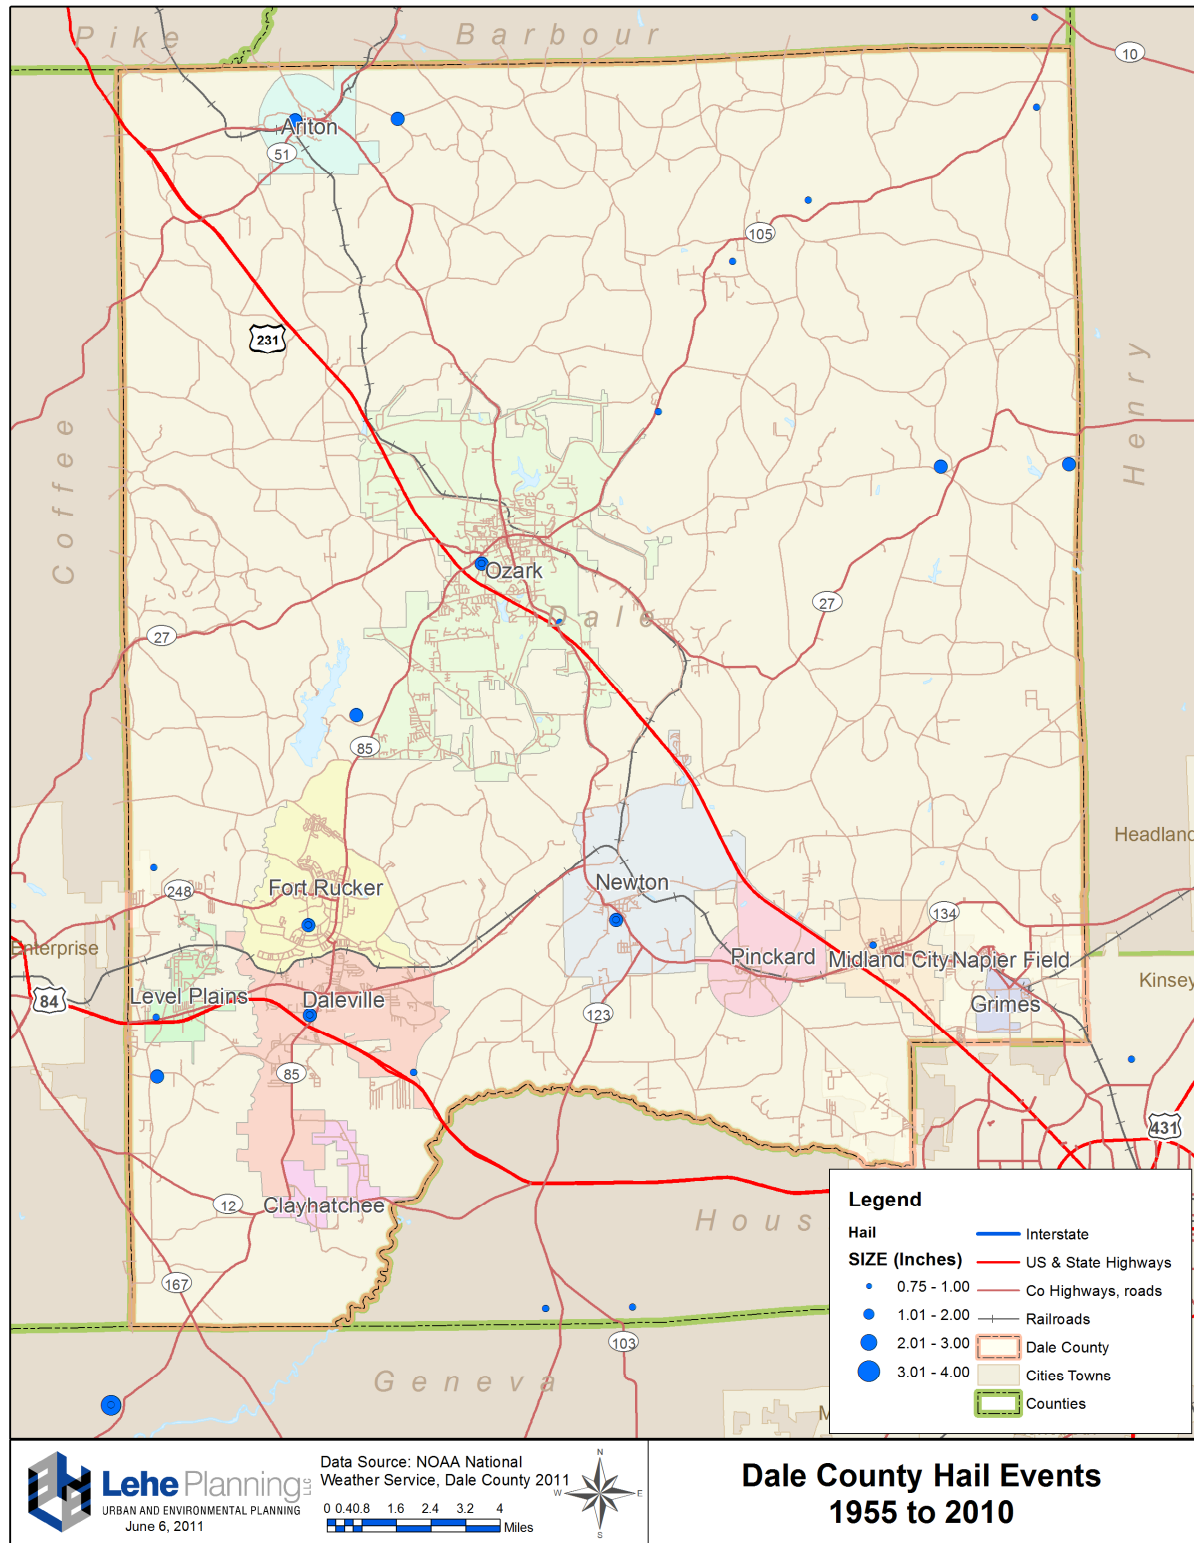 Pike
Barbour
10
Ariton
51
105
231
Coffee
Henry
Ozark
Dale
27
27
85
Headland
248
Fort Rucker
Newton
134
Enterprise
Pinckard
Midland City
Napier Field
Kinsey
84
Level Plains
Daleville
Grimes
123
85
431
12
Clayhatchee
Hous
167
103
Geneva
M
Legend
Hail
SIZE (Inches)
0.75 - 1.00
1.01 - 2.00
2.01 - 3.00
3.01 - 4.00
Interstate
US & State Highways
Co Highways, roads
Railroads
Dale County
Cities Towns
Counties
Lehe Planning LLC
URBAN AND ENVIRONMENTAL PLANNING
June 6, 2011
Data Source: NOAA National
Weather Service, Dale County 2011
0 0.40.8 1.6 2.4 3.2 4
Miles
N
W E
S
Dale County Hail Events
1955 to 2010